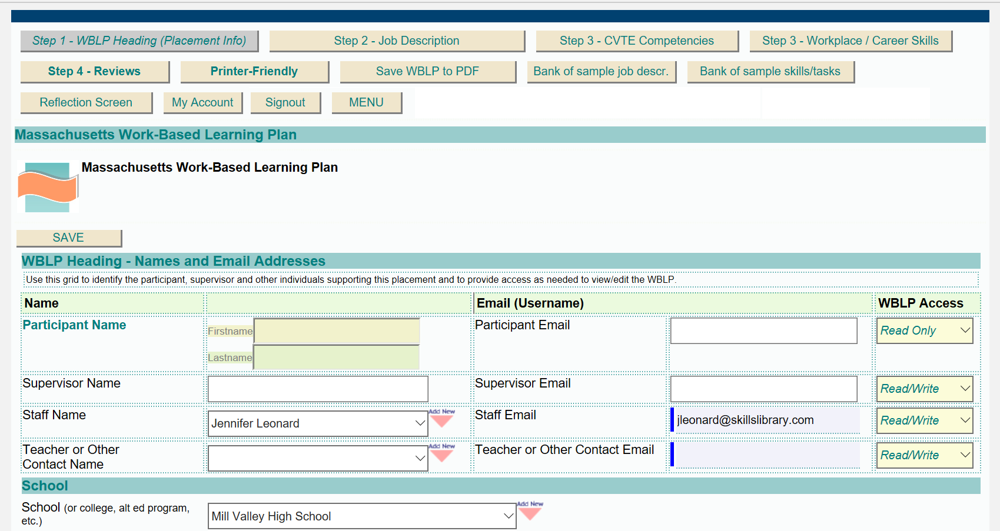 Step 1 - WBLP Heading (Placement Info) Step 2 - Job Description Step 3 - CVTE Competencies Step 3 - Workplace / Career Skills
Step 4 - Reviews Printer-Friendly Save WBLP to PDF Bank of sample job descr. Bank of sample skills/tasks
Reflection Screen My Account Signout MENU
Massachusetts Work-Based Learning Plan
Massachusetts Work-Based Learning Plan
SAVE
WBLP Heading - Names and Email Addresses
Use this grid to identify the participant, supervisor and other individuals supporting this placement and to provide access as needed to view/edit the WBLP.
Name Email (Username) WBLP Access
Participant Name Firstname Participant Email Read Only
Lastname
Supervisor Name Supervisor Email Read/Write
Staff Name Jennifer Leonard Add New Staff Email jleonard@skillslibrary.com Read/Write
Teacher or Other Add New Teacher or Other Contact Email Read/Write
Contact Name
School
School (or college, alt ed program, Mill Valley High School Add New
etc.)